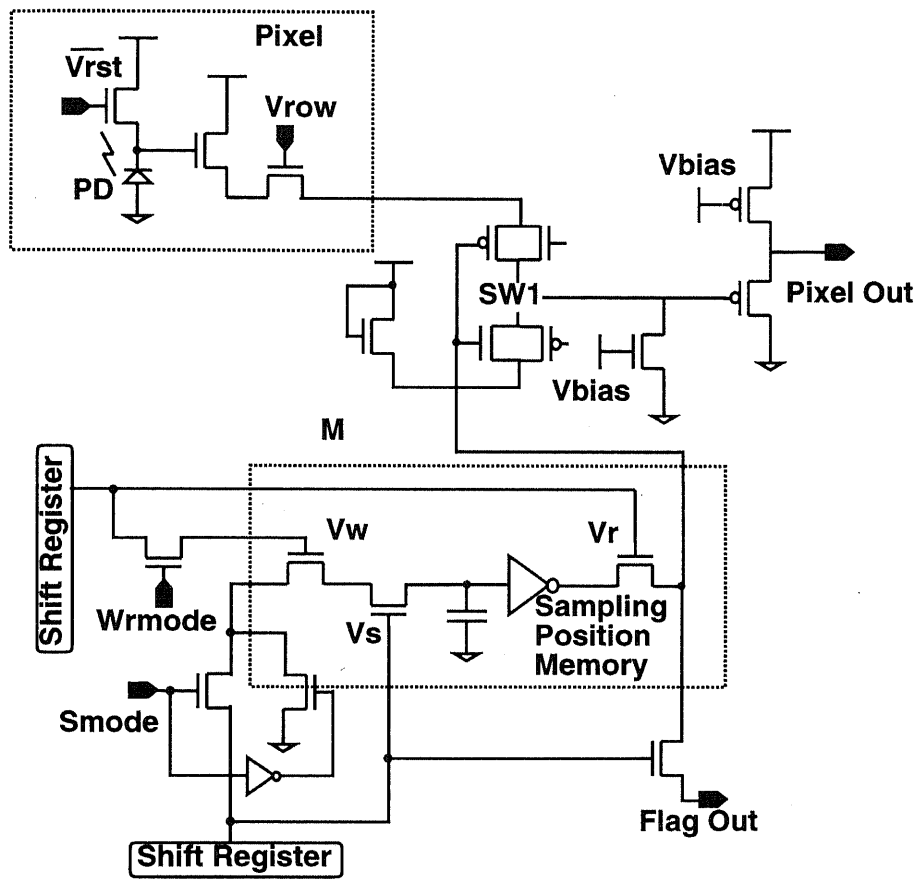 Pixel
Vrst
Vrow
PD
Vbias
SW1
Pixel Out
Vbias
M
Shift Register
Vw
Vr
Wrmode
Vs
Sampling
Position
Memory
Smode
Flag Out
Shift Register